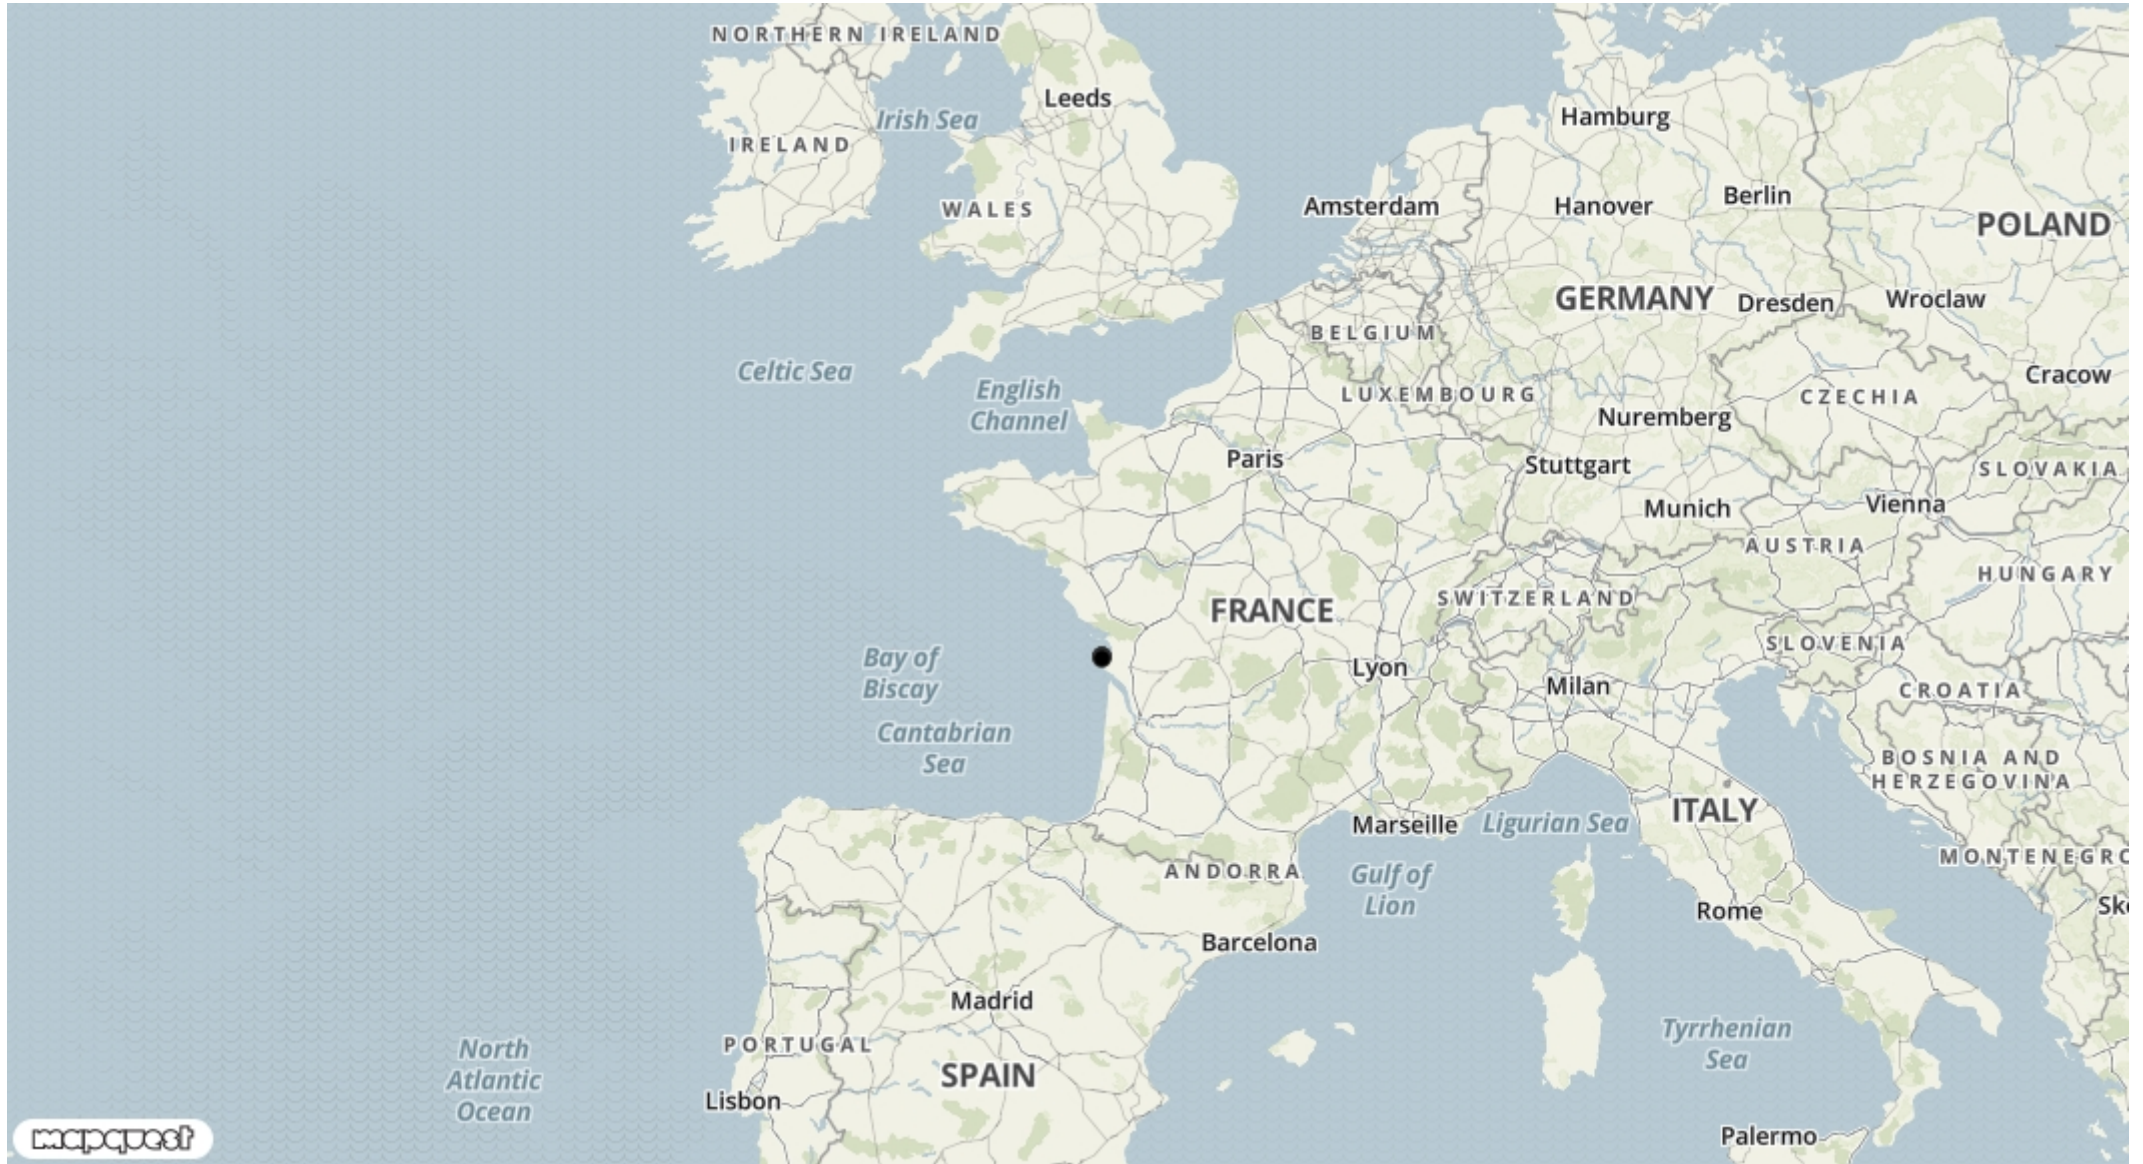 NORTHERN IRELAND
Leeds
Hamburg
Irish Sea
IRELAND
Berlin
Amsterdam
Hanover
WALES
POLAND
GERMANY
Dresden
Wroclaw
BELGIUM
Celtic Sea
Cracow
English
Channel
LUXEMBOURG
CZECHIA
Nuremberg
Paris
Stuttgart
SLOVAKIA
Munich
Vienna
AUSTRIA
HUNGARY
SWITZERLAND
FRANCE
SLOVENIA
Bay of
Biscay
Lyon
Milan
CROATIA
Cantabrian
Sea
BOSNIA AND
HERZEGOVINA
ITALY
Marseille
Ligurian Sea
MONTENEGRO
ANDORRA
Gulf of
Lion
Rome
Sk
Barcelona
Madrid
Tyrrhenian
Sea
PORTUGAL
North
Atlantic
Ocean
SPAIN
Lisbon
Palermo
mapquest